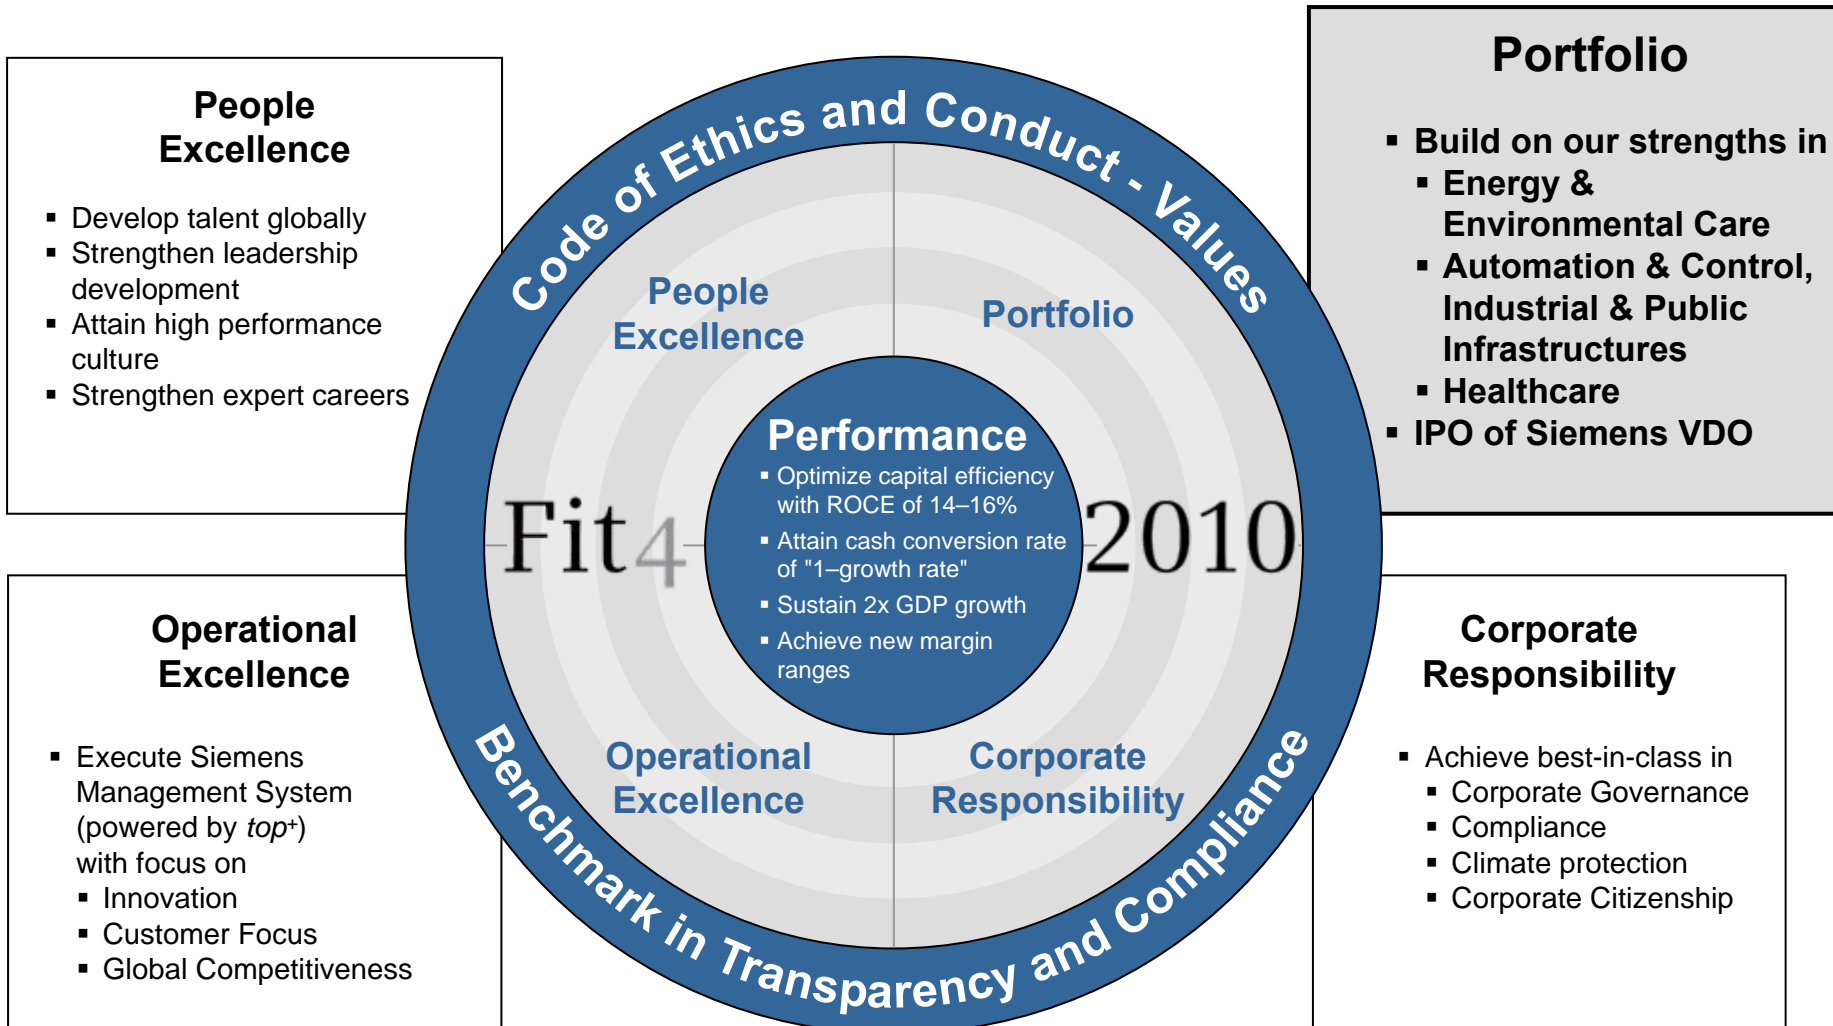 People
Excellence
▪ Develop talent globally
▪ Strengthen leadership
development
▪ Attain high performance
culture
▪ Strengthen expert careers
Portfolio
▪ Build on our strengths in
▪ Energy &
Environmental Care
▪ Automation & Control,
Industrial & Public
Infrastructures
▪ Healthcare
▪ IPO of Siemens VDO
Code of Ethics and Conduct - Values
People
Excellence
Portfolio
Performance
▪ Optimize capital efficiency
with ROCE of 14–16%
▪ Attain cash conversion rate
of "1–growth rate"
▪ Sustain 2x GDP growth
▪ Achieve new margin
ranges
Fit4 2010
Operational
Excellence
Corporate
Responsibility
Benchmark in Transparency and Compliance
Operational
Excellence
▪ Execute Siemens
Management System
(powered by top+)
with focus on
▪ Innovation
▪ Customer Focus
▪ Global Competitiveness
Corporate
Responsibility
▪ Achieve best-in-class in
▪ Corporate Governance
▪ Compliance
▪ Climate protection
▪ Corporate Citizenship